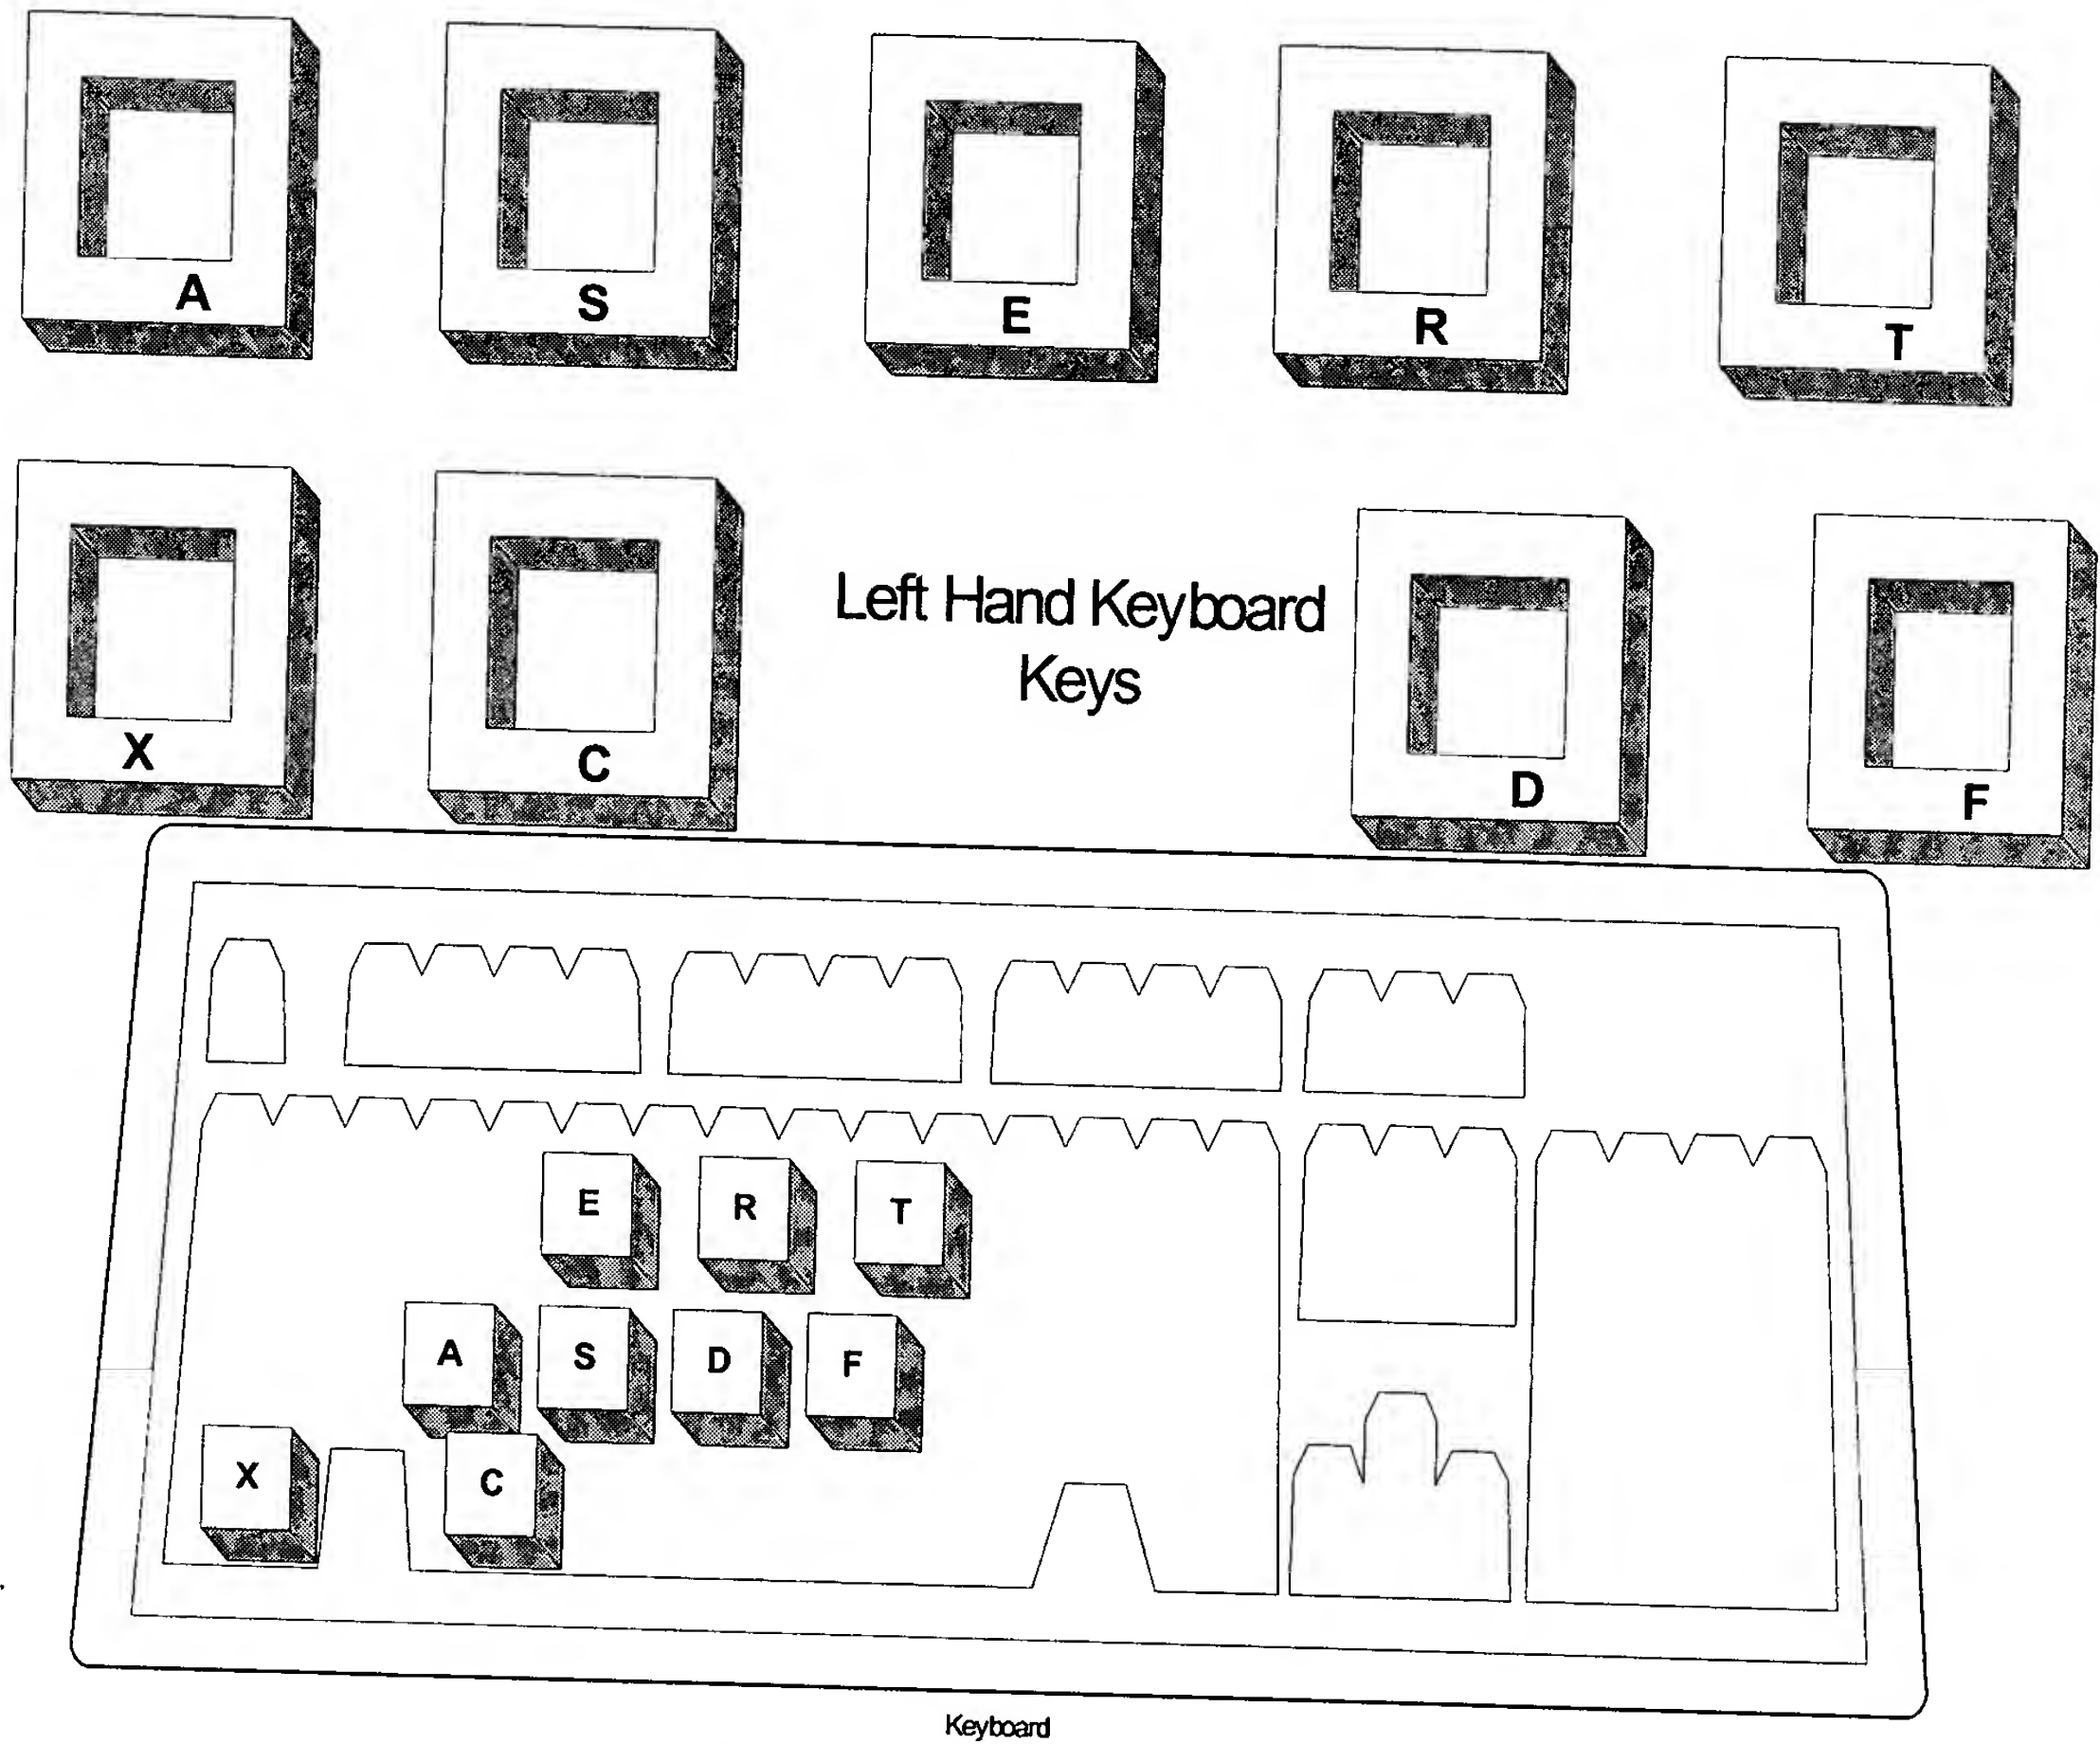 A S E R T
X C D F
Left Hand Keyboard
Keys
E R T
A S D F
X C
Keyboard